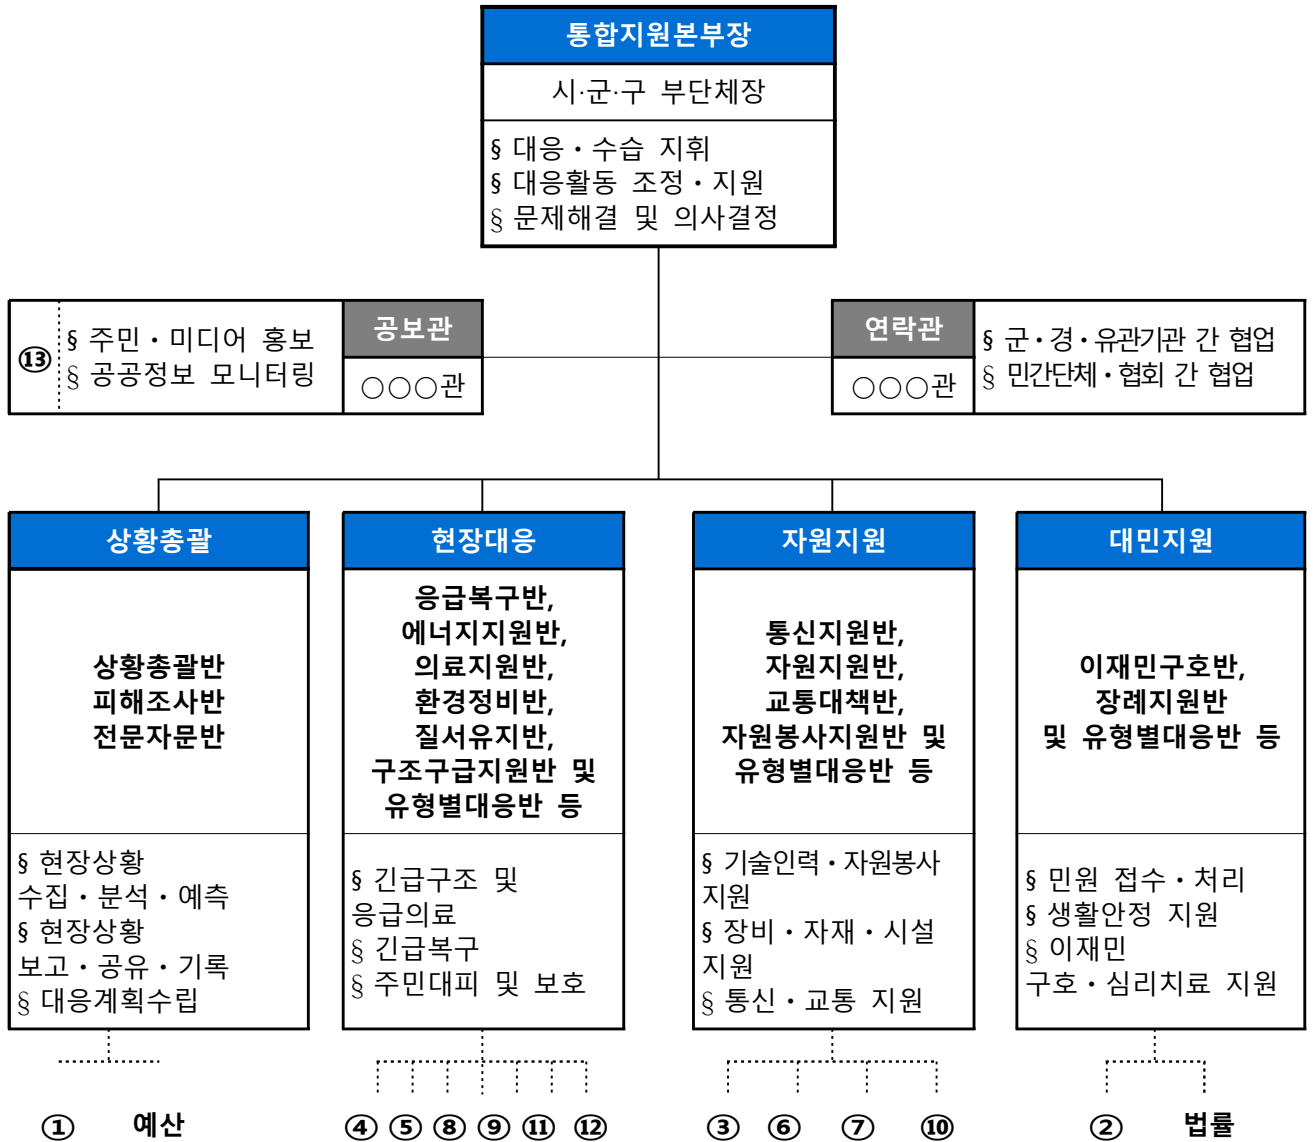 통합지원본부장
시·군·구 부단체장
§ 대응・수습 지휘
§ 대응활동 조정・지원
§ 문제해결 및 의사결정
⑬
§ 주민・미디어 홍보
§ 공공정보 모니터링
공보관
○○○관
연락관
○○○관
§ 군・경・유관기관 간 협업
§ 민간단체・협회 간 협업
상황총괄
상황총괄반
피해조사반
전문자문반
§ 현장상황
수집・분석・예측
§ 현장상황
보고・공유・기록
§ 대응계획수립
① 예산
현장대응
응급복구반,
에너지지원반,
의료지원반,
환경정비반,
질서유지반,
구조구급지원반 및
유형별대응반 등
§ 긴급구조 및
응급의료
§ 긴급복구
§ 주민대피 및 보호
④ ⑤ ⑧ ⑨ ⑪ ⑫
자원지원
통신지원반,
자원지원반,
교통대책반,
자원봉사지원반 및
유형별대응반 등
§ 기술인력・자원봉사
지원
§ 장비・자재・시설
지원
§ 통신・교통 지원
③ ⑥ ⑦ ⑩
대민지원
이재민구호반,
장례지원반
및 유형별대응반 등
§ 민원 접수・처리
§ 생활안정 지원
§ 이재민
구호・심리치료 지원
② 법률